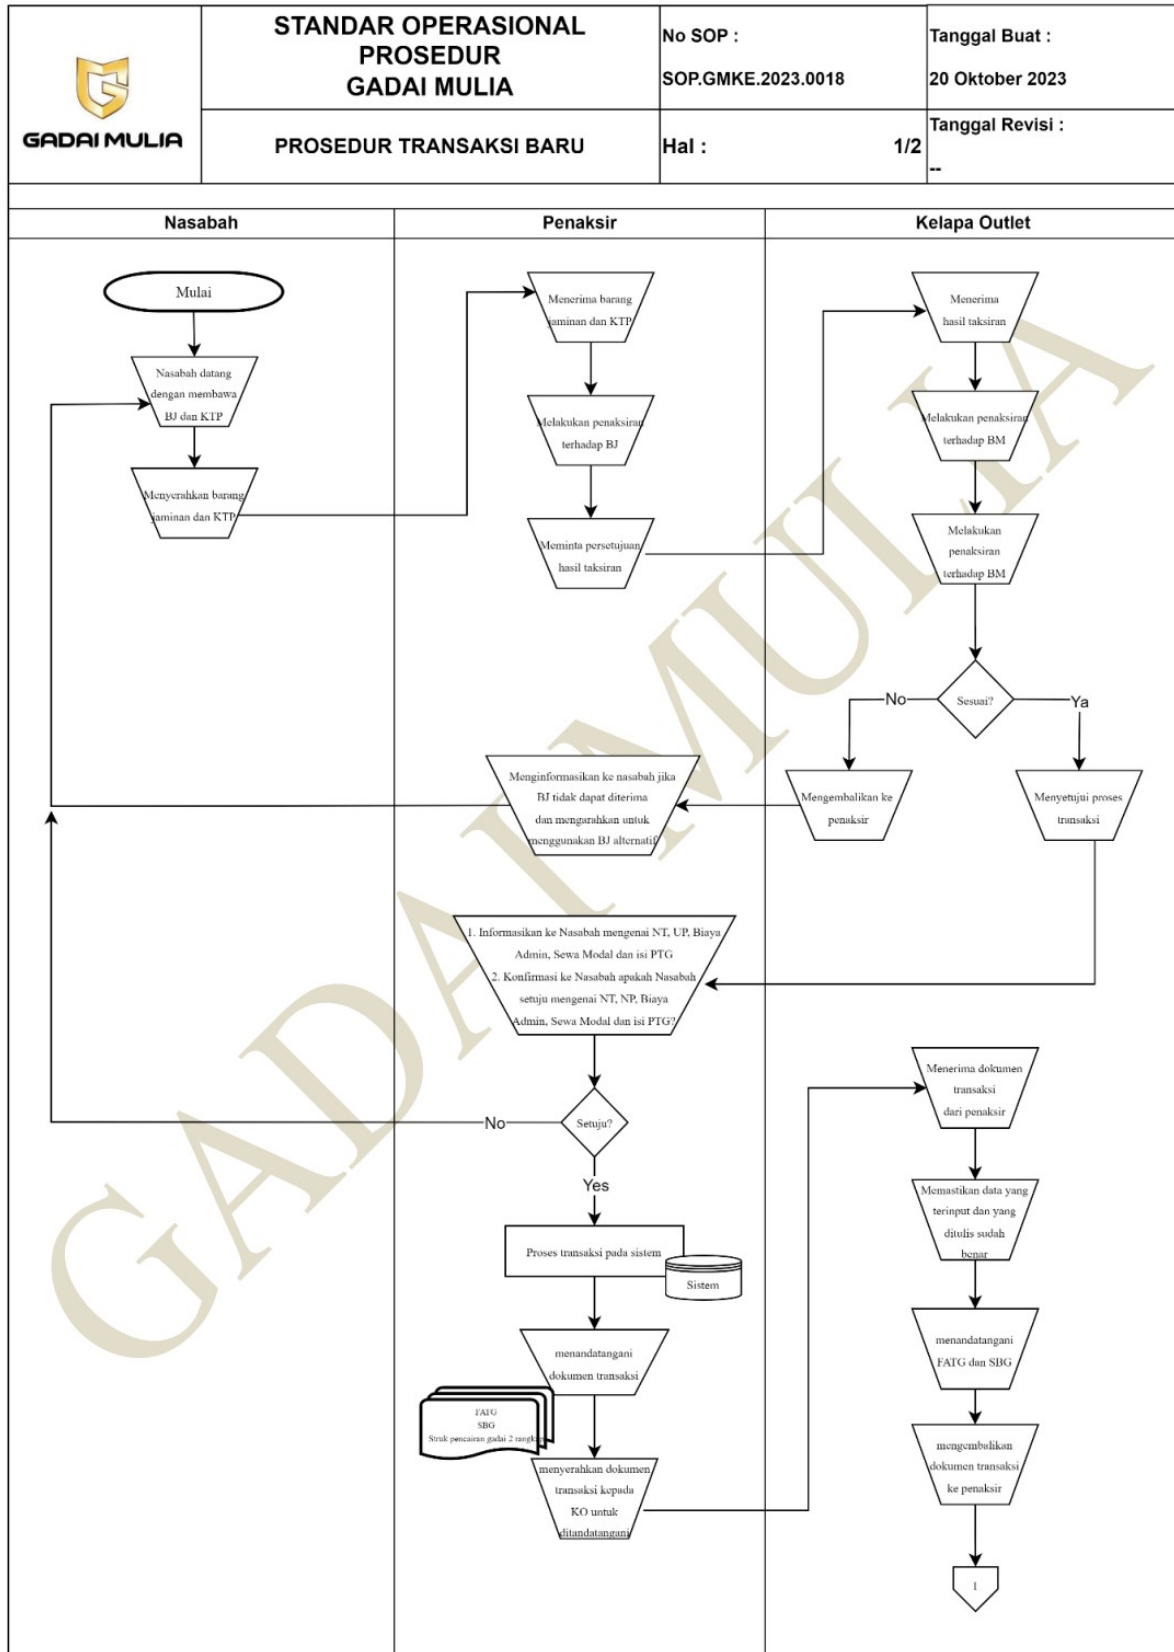 GADAI MULIA
STANDAR OPERASIONAL
PROSEDUR
GADAI MULIA
No SOP :
SOP.GMKE.2023.0018
Tanggal Buat :
20 Oktober 2023
PROSEDUR TRANSAKSI BARU
Hal : 1/2
Tanggal Revisi :
--
Nasabah
Penaksir
Kelapa Outlet
Mulai
Nasabah datang
dengan membawa
BJ dan KTP
Menyerahkan barang
jaminan dan KTP
Menerima barang
jaminan dan KTP
Melakukan penaksiran
terhadap BJ
Meminta persetujuan
hasil taksiran
Menerima
hasil taksiran
Melakukan penaksiran
terhadap BM
Melakukan
penaksiran
terhadap BM
Sesuai?
No
Ya
Mengembalikan ke
penaksir
Menyetujui proses
transaksi
Menginformasikan ke nasabah jika
BJ tidak dapat diterima
dan mengarahkan untuk
menggunakan BJ alternatif
1. Informasikan ke Nasabah mengenai NT, UP, Biaya
Admin, Sewa Modal dan isi PTG
2. Konfirmasi ke Nasabah apakah Nasabah
setuju mengenai NT, NP, Biaya
Admin, Sewa Modal dan isi PTG?
Setuju?
No
Yes
Proses transaksi pada sistem
Sistem
menandatangani
dokumen transaksi
FATG
SBG
Struk pencairan gadai 2 rangkap
menyerahkan dokumen
transaksi kepada
KO untuk
ditandatangani
Menerima dokumen
transaksi
dari penaksir
Memastikan data yang
terinput dan yang
ditulis sudah
benar
menandatangani
FATG dan SBG
mengembalikan
dokumen transaksi
ke penaksir
1
GADAI MULIA